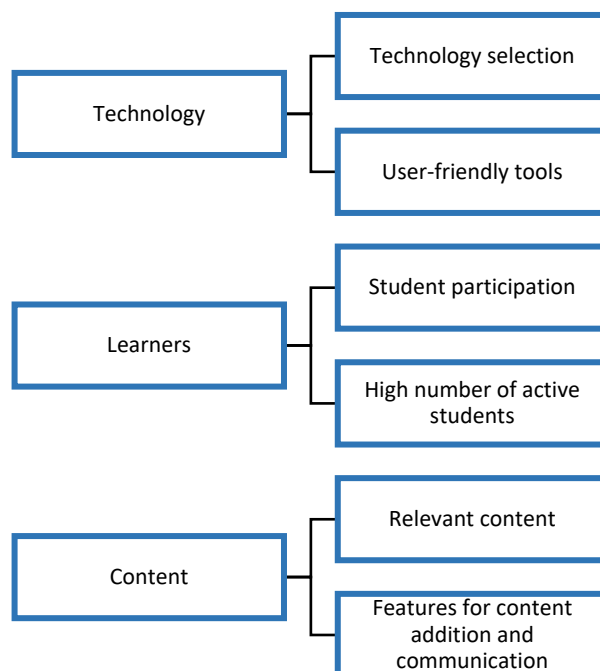 Technology
Technology selection
User-friendly tools
Learners
Student participation
High number of active
students
Content
Relevant content
Features for content
addition and
communication